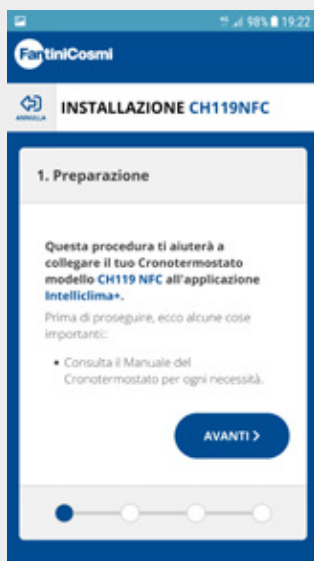 98% 19:22
FantiniCosmi
ANNULLA
INSTALLAZIONE CH119NFC
1. Preparazione
Questa procedura ti aiuterà a
collegare il tuo Cronotermostato
modello CH119 NFC all'applicazione
Intelliclima+.
Prima di proseguire, ecco alcune cose
importanti::
• Consulta il Manuale del
Cronotermostato per ogni necessità.
AVANTI >